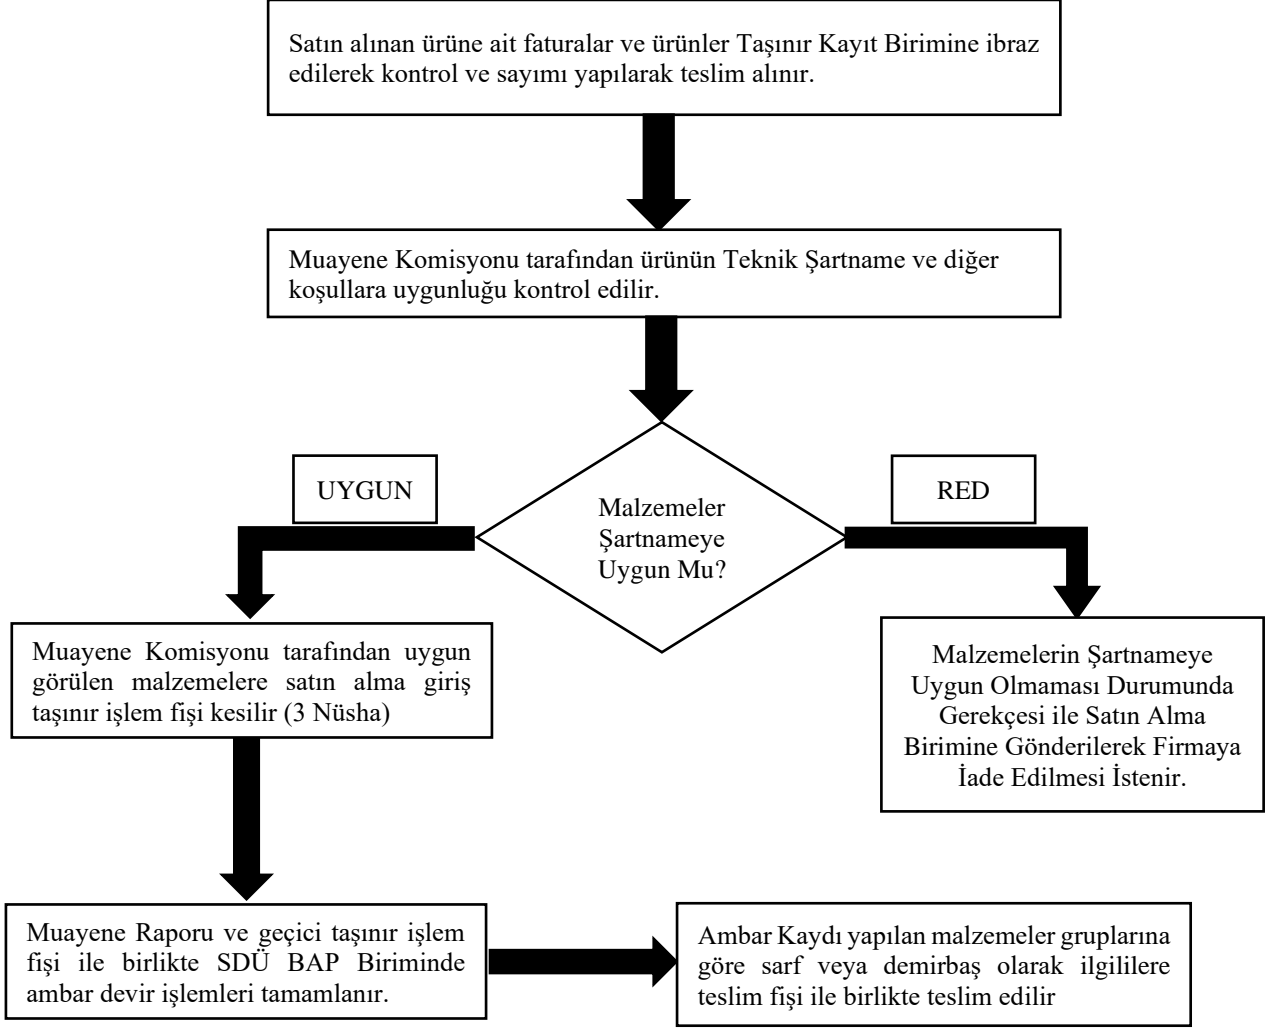 Satın alınan ürüne ait faturalar ve ürünler Taşınır Kayıt Birimine ibraz
edilerek kontrol ve sayımı yapılarak teslim alınır.
Muayene Komisyonu tarafından ürünün Teknik Şartname ve diğer
koşullara uygunluğu kontrol edilir.
UYGUN
RED
Malzemeler
Şartnameye
Uygun Mu?
Muayene Komisyonu tarafından uygun
görülen malzemelere satın alma giriş
taşınır işlem fişi kesilir (3 Nüsha)
Malzemelerin Şartnameye
Uygun Olmaması Durumunda
Gerekçesi ile Satın Alma
Birimine Gönderilerek Firmaya
İade Edilmesi İstenir.
Muayene Raporu ve geçici taşınır işlem
fişi ile birlikte SDÜ BAP Biriminde
ambar devir işlemleri tamamlanır.
Ambar Kaydı yapılan malzemeler gruplarına
göre sarf veya demirbaş olarak ilgililere
teslim fişi ile birlikte teslim edilir